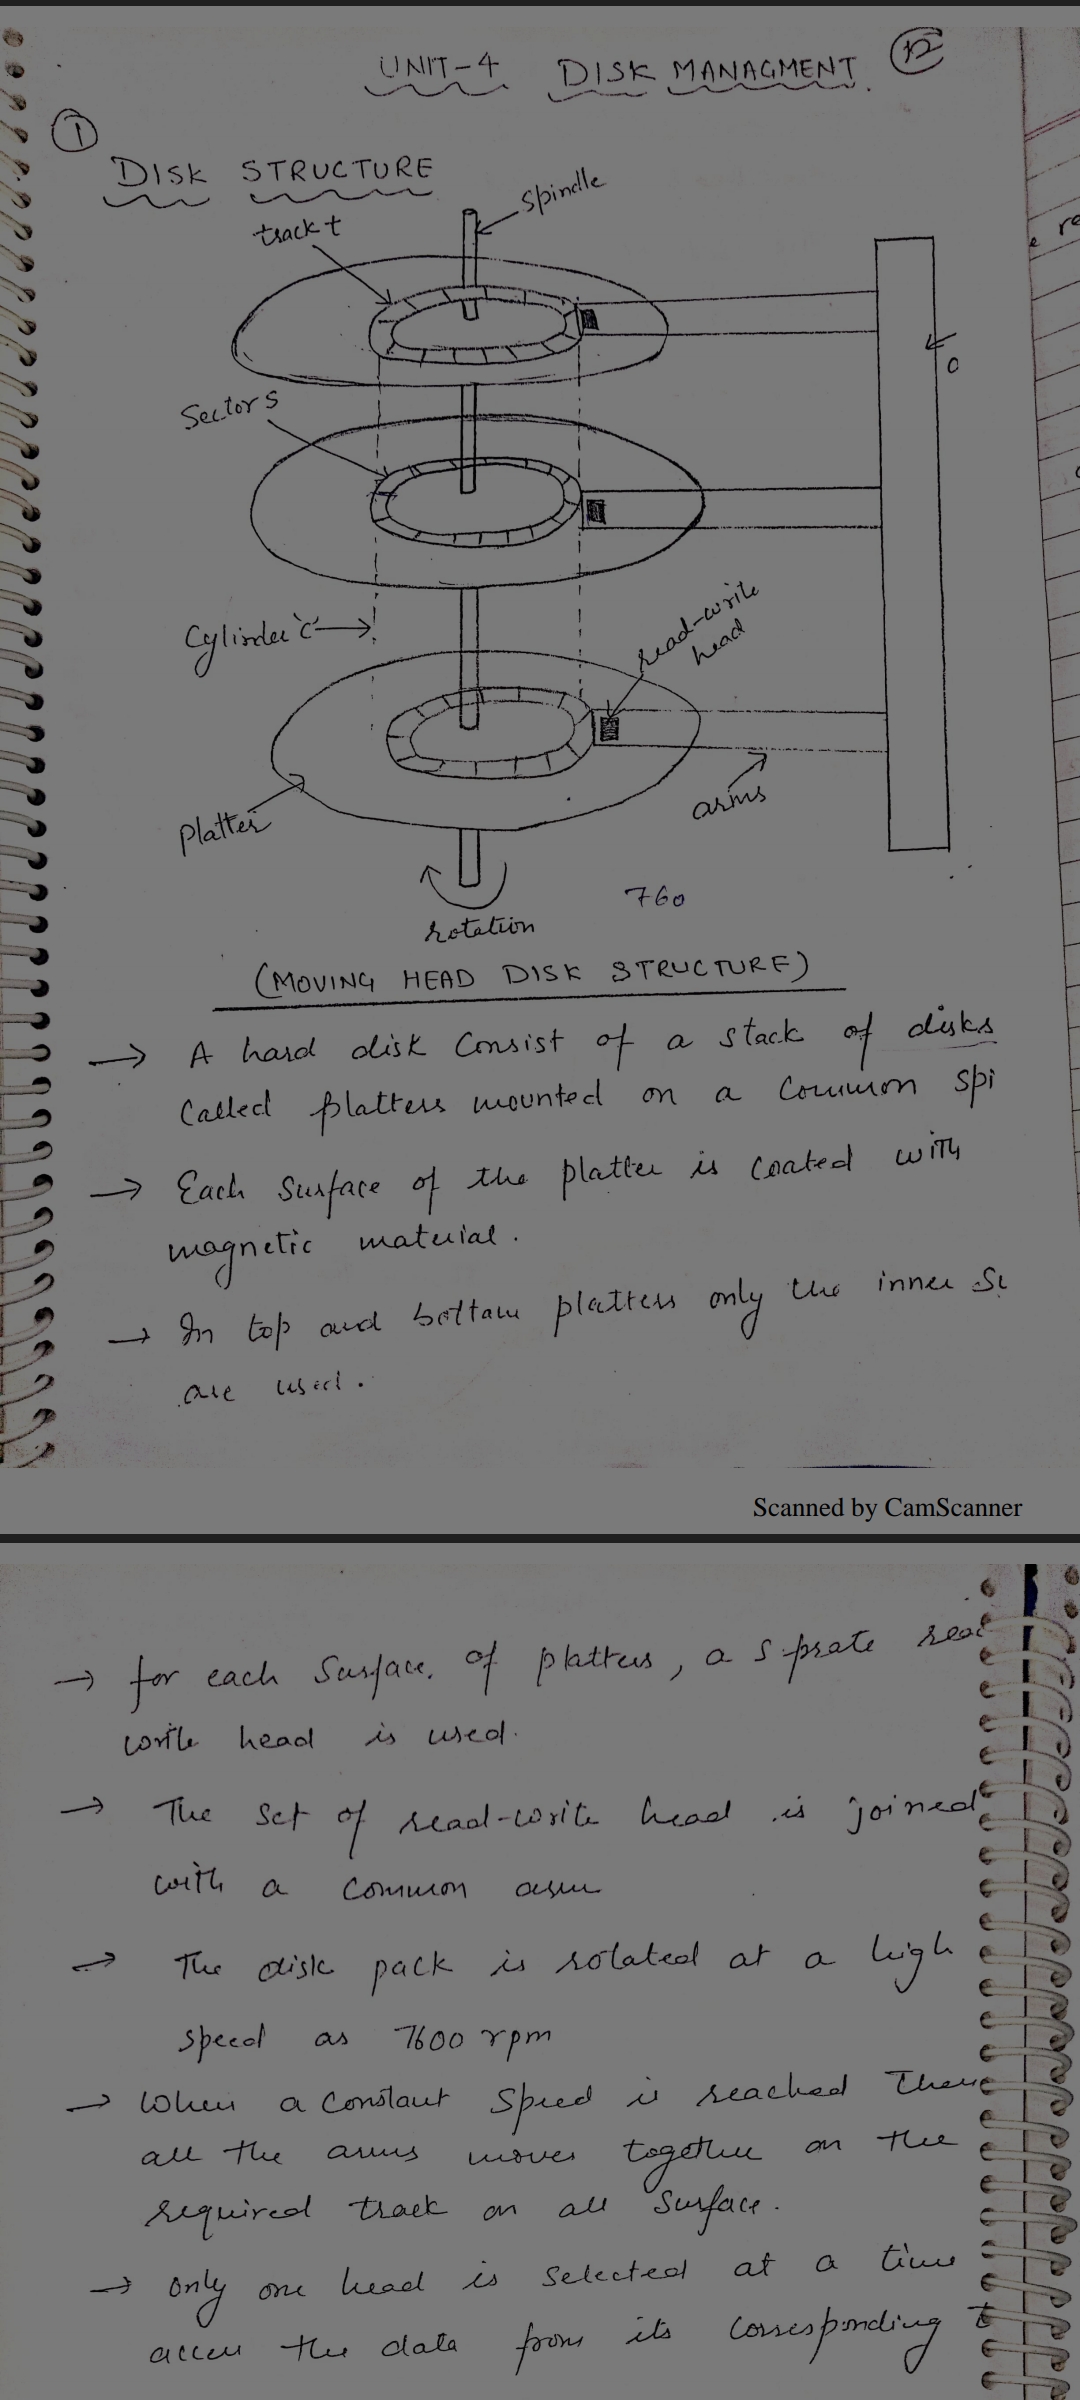 UNIT-4 DISK MANAGMENT.
12
1
DISK STRUCTURE
spindle
track t
sectors
cylinder 'c'
read-write
head
arms
platter
rotation
760
(MOVING HEAD DISK STRUCTURE)
→ A hard disk consist of a stack of disks
called platters mounted on a common spi
→ Each surface of the platter is coated with
magnetic material.
→ In top and bottom platters only the inner su
are used.
Scanned by CamScanner
→ for each surface. of platters, a s prate read
write head is used.
→ The set of read-write head is joined
with a common arm
→ The disk pack is rotated at a high
speed as 7600 rpm
→ When a constant speed is reached then
all the arms moves together on the
required track on all surface.
→ only one head is selected at a time
access the data from its corresponding t